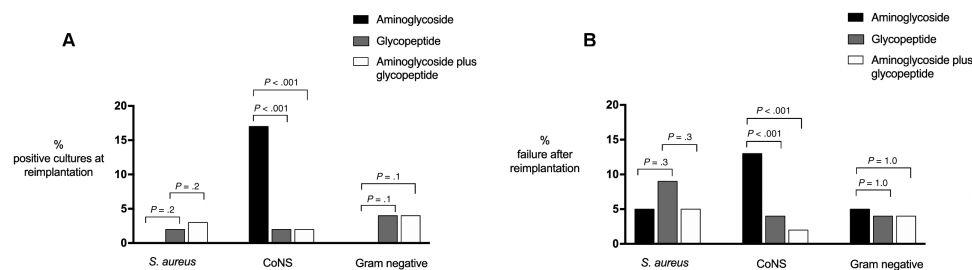 A
Aminoglycoside
Glycopeptide
Aminoglycoside plus
glycopeptide
P < .001
P < .001
P = .2
P = .2
P = .1
P = .1
%
positive cultures at
reimplantation
20
15
10
5
0
S. aureus
CoNS
Gram negative
B
Aminoglycoside
Glycopeptide
Aminoglycoside plus
glycopeptide
P < .001
P < .001
P = .3
P = .3
P = 1.0
P = 1.0
%
failure after
reimplantation
20
15
10
5
0
S. aureus
CoNS
Gram negative